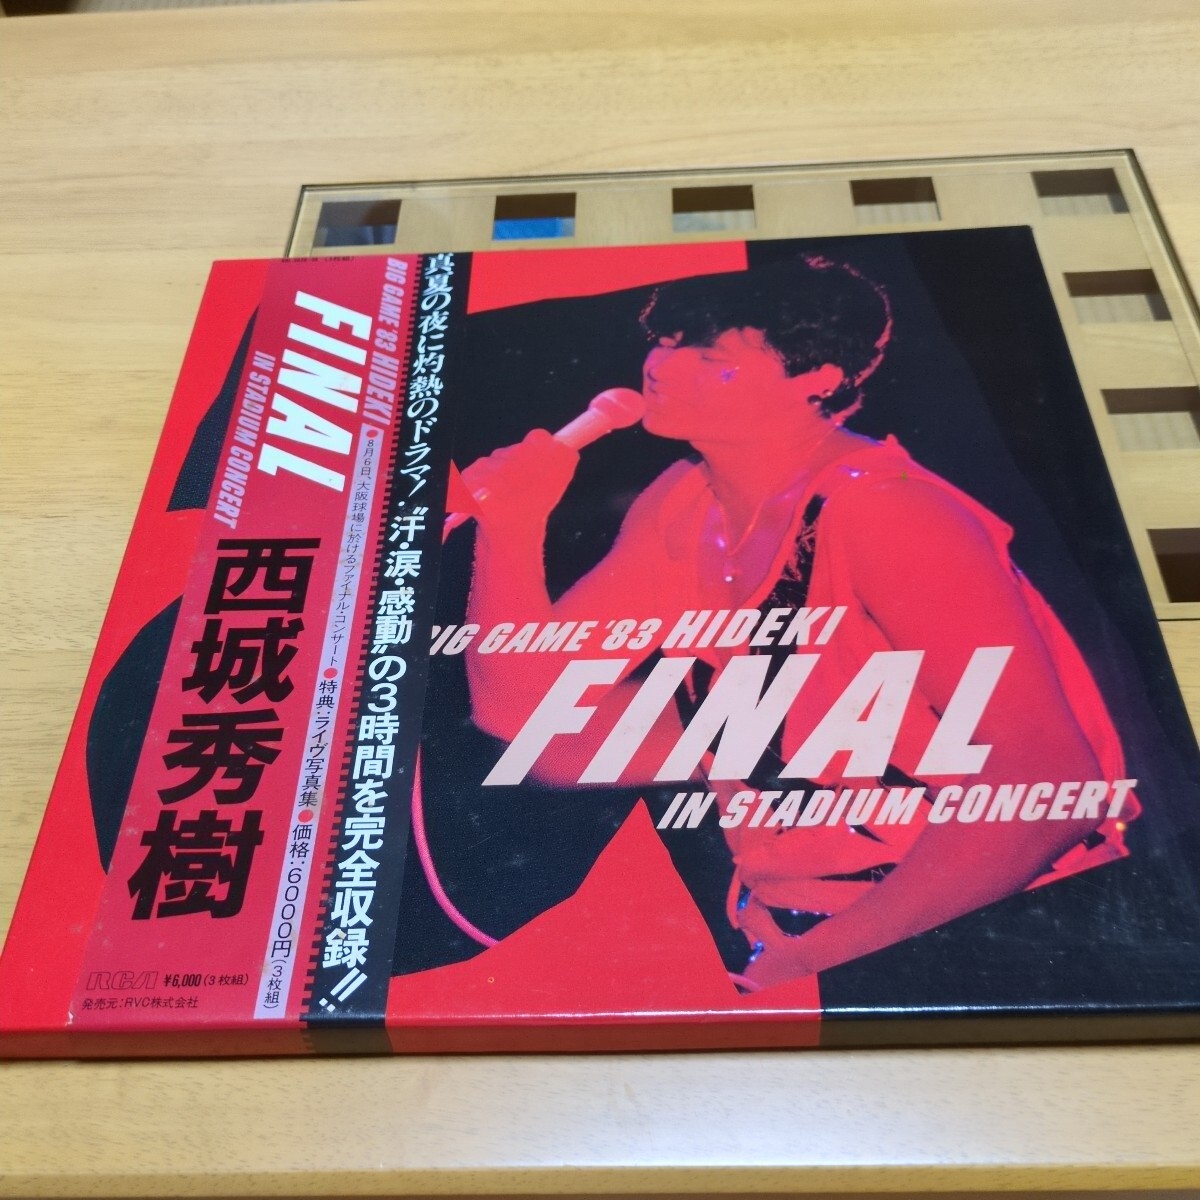 BIG GAME '83 HIDEKI
FINAL
IN STADIUM CONCERT
西城秀樹
真夏の夜に灼熱のドラマ！“汗・涙・感動”の3時間を完全収録!!
●8月6日、大阪球場に於けるファイナル・コンサート●特典:ライヴ写真集●価格:6000円(3枚組)
RCA ¥6,000(3枚組)
発売元:RVC株式会社
BIG GAME '83 HIDEKI
FINAL
IN STADIUM CONCERT